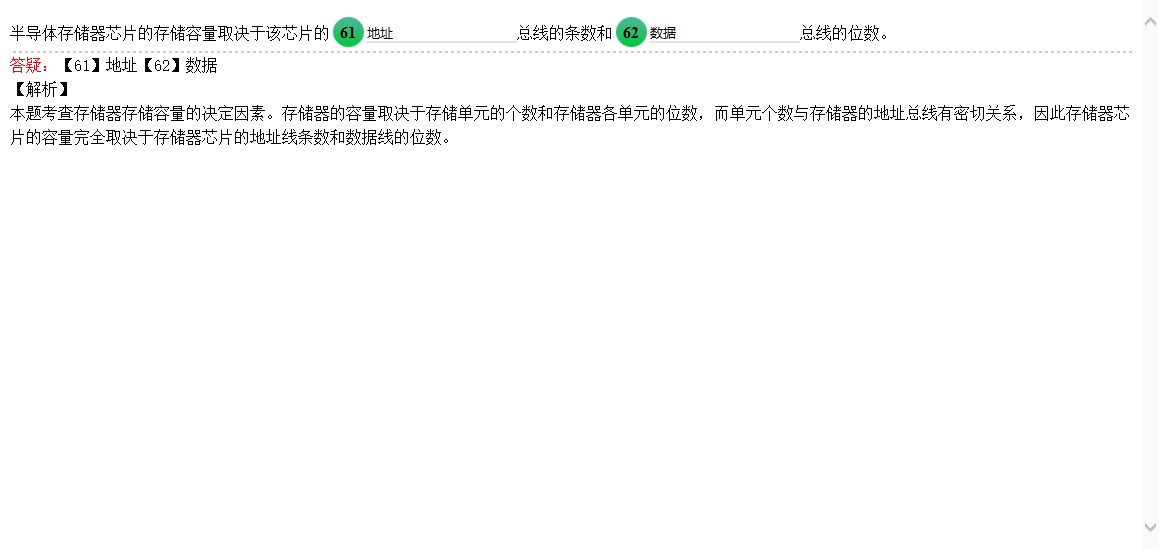 半导体存储器芯片的存储容量取决于该芯片的 61 地址 总线的条数和 62 数据 总线的位数。
答疑：【61】地址【62】数据
【解析】
本题考查存储器存储容量的决定因素。存储器的容量取决于存储单元的个数和存储器各单元的位数，而单元个数与存储器的地址总线有密切关系，因此存储器芯
片的容量完全取决于存储器芯片的地址线条数和数据线的位数。